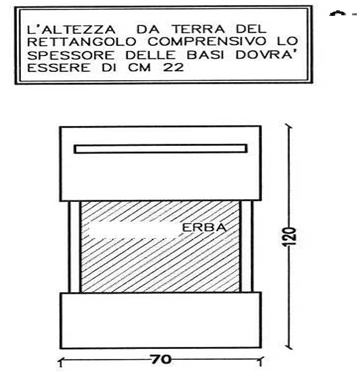 L'ALTEZZA DA TERRA DEL
RETTANGOLO COMPRENSIVO LO
SPESSORE DELLE BASI DOVRA'
ESSERE DI CM 22
ERBA
120
70